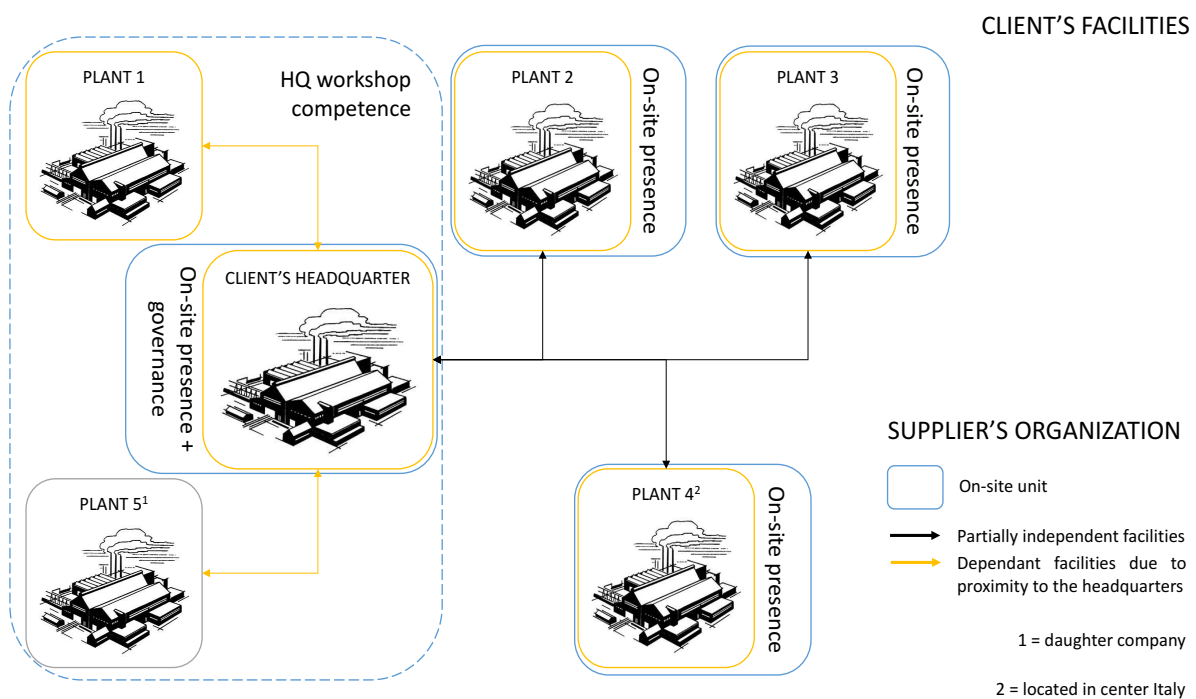 CLIENT'S FACILITIES
PLANT 1
HQ workshop
competence
PLANT 2
On-site presence
PLANT 3
On-site presence
CLIENT'S HEADQUARTER
On-site presence +
governance
PLANT 5¹
PLANT 4²
On-site presence
SUPPLIER'S ORGANIZATION
On-site unit
Partially independent facilities
Dependant facilities due to
proximity to the headquarters
1 = daughter company
2 = located in center Italy